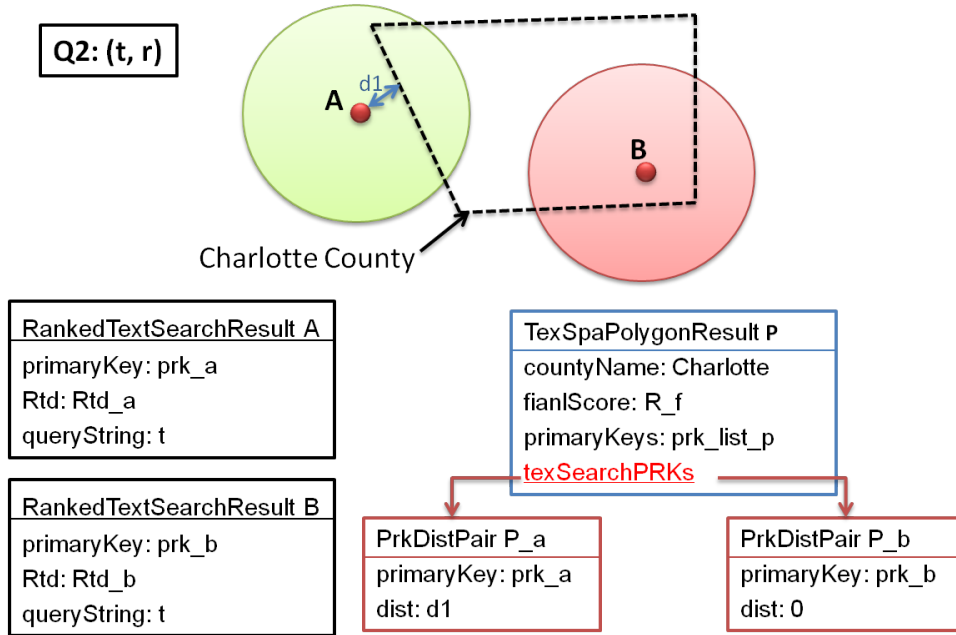 Q2: (t, r)
d1
A
B
Charlotte County
RankedTextSearchResult A
primaryKey: prk_a
Rtd: Rtd_a
queryString: t
TexSpaPolygonResult P
countyName: Charlotte
fianlScore: R_f
primaryKeys: prk_list_p
texSearchPRKs
RankedTextSearchResult B
primaryKey: prk_b
Rtd: Rtd_b
queryString: t
PrkDistPair P_a
primaryKey: prk_a
dist: d1
PrkDistPair P_b
primaryKey: prk_b
dist: 0